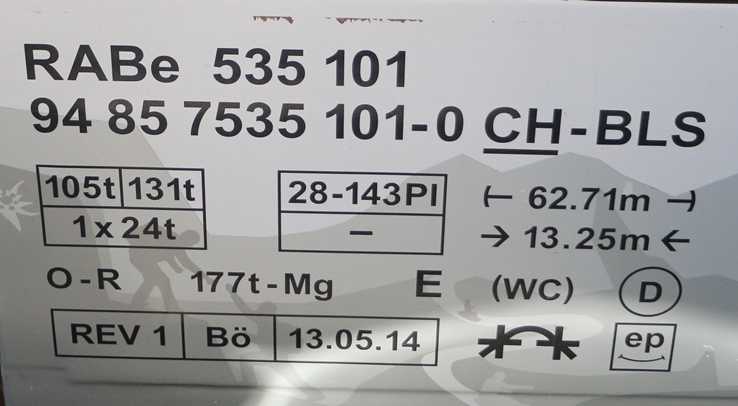 RABe 535 101
94 85 7535 101-0 CH-BLS
105t 131t 28-143Pl 62.71m
1x24t – 13.25m
O-R 177t-Mg E (WC) D
REV 1 Bö 13.05.14 ep